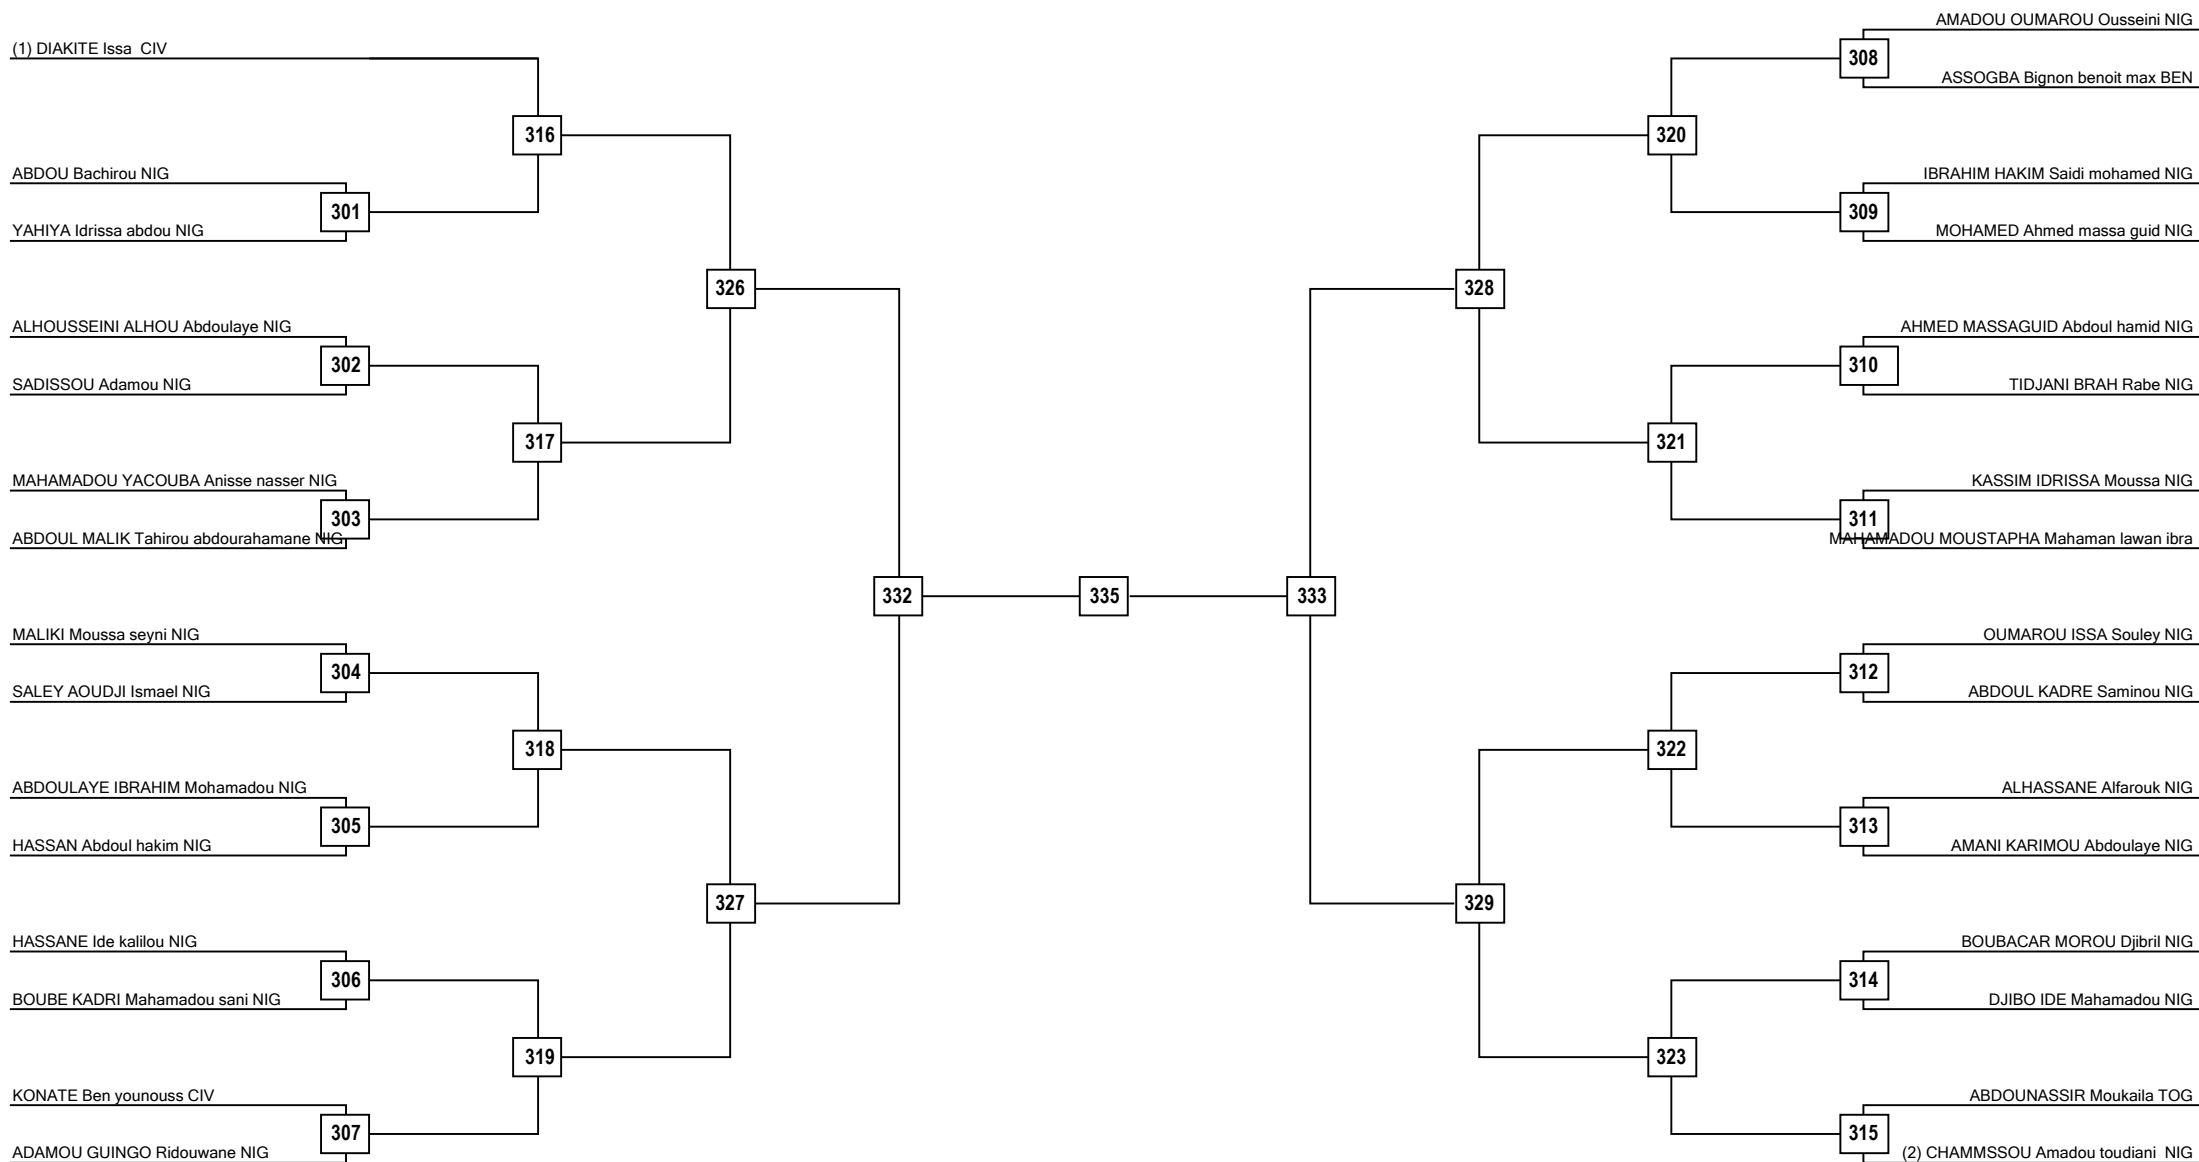 (1) DIAKITE Issa  CIV
316
ABDOU Bachirou NIG
301
YAHIYA Idrissa abdou NIG
326
ALHOUSSEINI ALHOU Abdoulaye NIG
302
SADISSOU Adamou NIG
317
MAHAMADOU YACOUBA Anisse nasser NIG
303
ABDOUL MALIK Tahirou abdourahamane NIG
332
MALIKI Moussa seyni NIG
304
SALEY AOUDJI Ismael NIG
318
ABDOULAYE IBRAHIM Mohamadou NIG
305
HASSAN Abdoul hakim NIG
327
HASSANE Ide kalilou NIG
306
BOUBE KADRI Mahamadou sani NIG
319
KONATE Ben younouss CIV
307
ADAMOU GUINGO Ridouwane NIG
335
AMADOU OUMAROU Ousseini NIG
308
ASSOGBA Bignon benoit max BEN
320
IBRAHIM HAKIM Saidi mohamed NIG
309
MOHAMED Ahmed massa guid NIG
328
AHMED MASSAGUID Abdoul hamid NIG
310
TIDJANI BRAH Rabe NIG
321
KASSIM IDRISSA Moussa NIG
311
MAHAMADOU MOUSTAPHA Mahaman lawan ibra
333
OUMAROU ISSA Souley NIG
312
ABDOUL KADRE Saminou NIG
322
ALHASSANE Alfarouk NIG
313
AMANI KARIMOU Abdoulaye NIG
329
BOUBACAR MOROU Djibril NIG
314
DJIBO IDE Mahamadou NIG
323
ABDOUNASSIR Moukaila TOG
315
(2) CHAMMSSOU Amadou toudiani  NIG